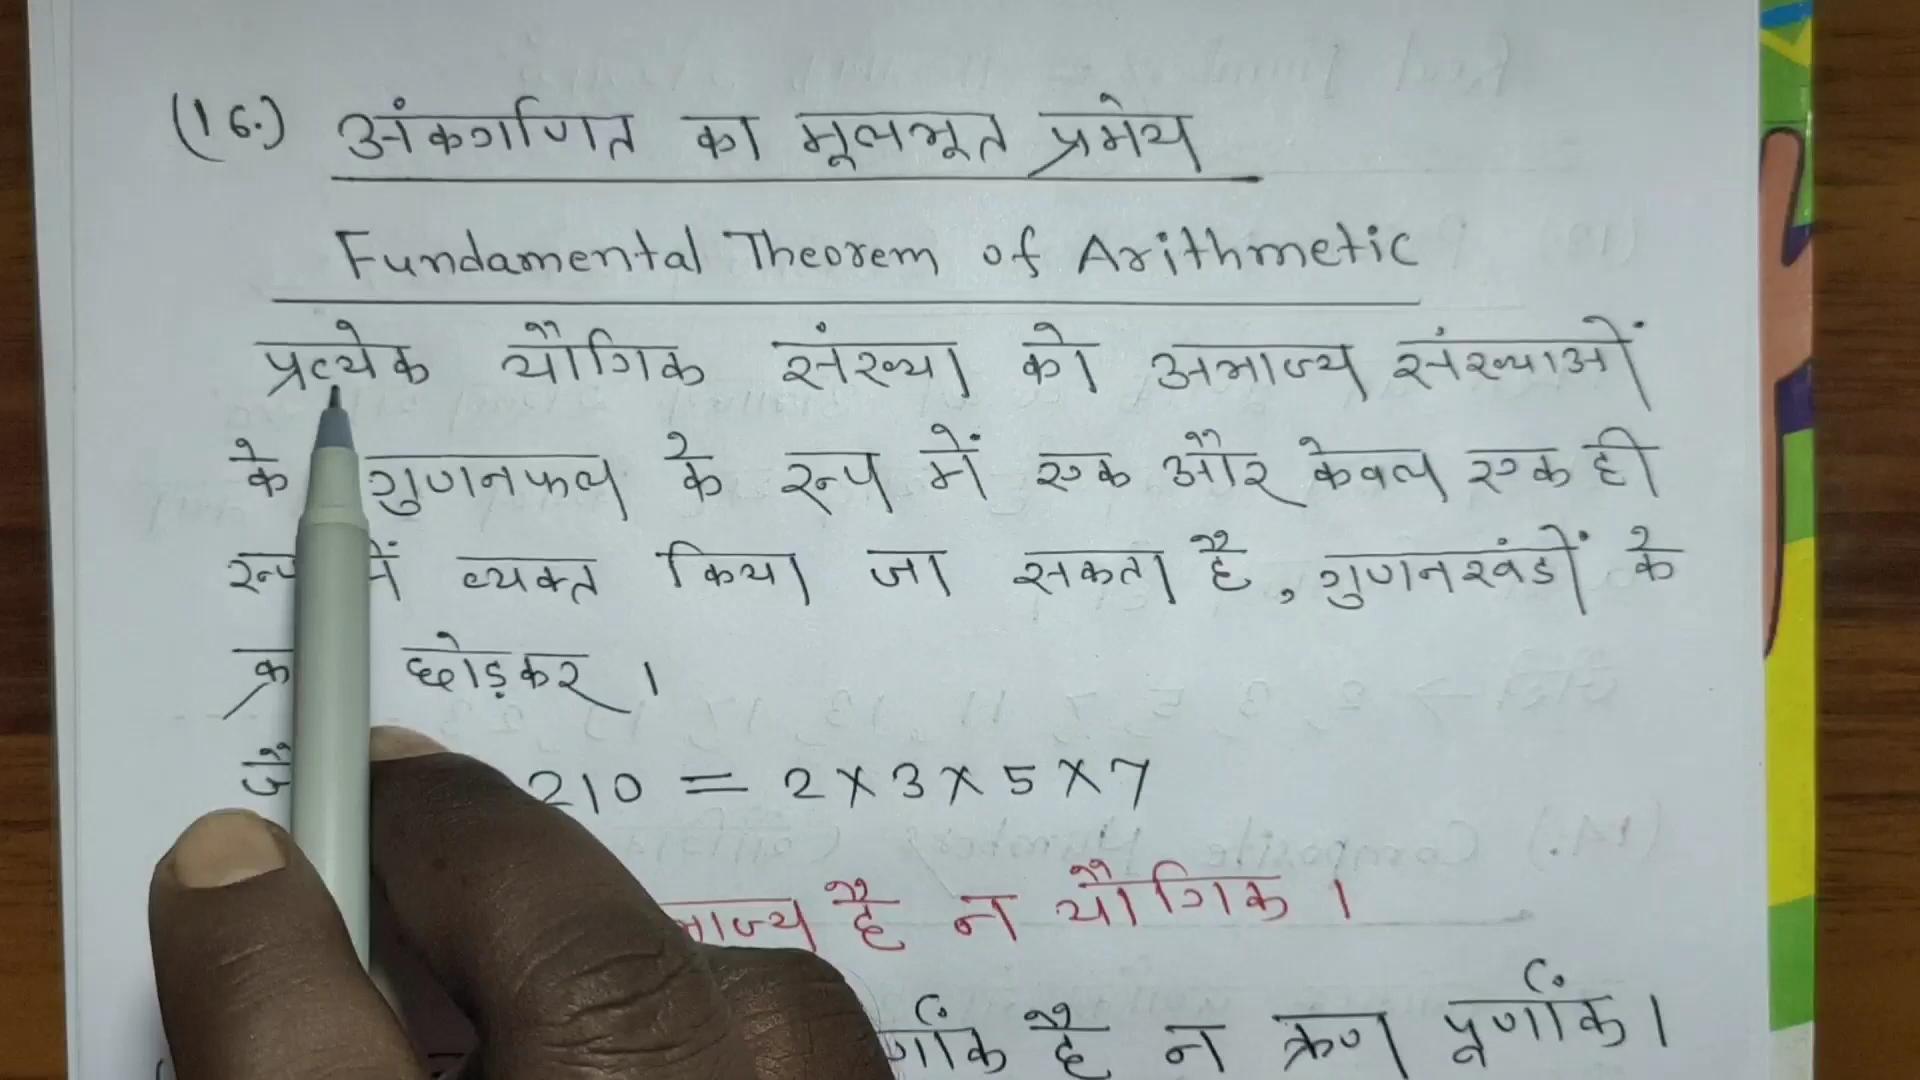 (16.) अंकगणित का मूलभूत प्रमेय
Fundamental Theorem of Arithmetic
प्रत्येक यौगिक संख्या को अभाज्य संख्याओं
के गुणनफल के रूप में एक और केवल एक ही
व्यक्त किया जा सकता है, गुणनखंडों के
छोड़कर ।
210 = 2 × 3 × 5 × 7
है न यौगिक ।
है न ऋण पूर्णांक ।